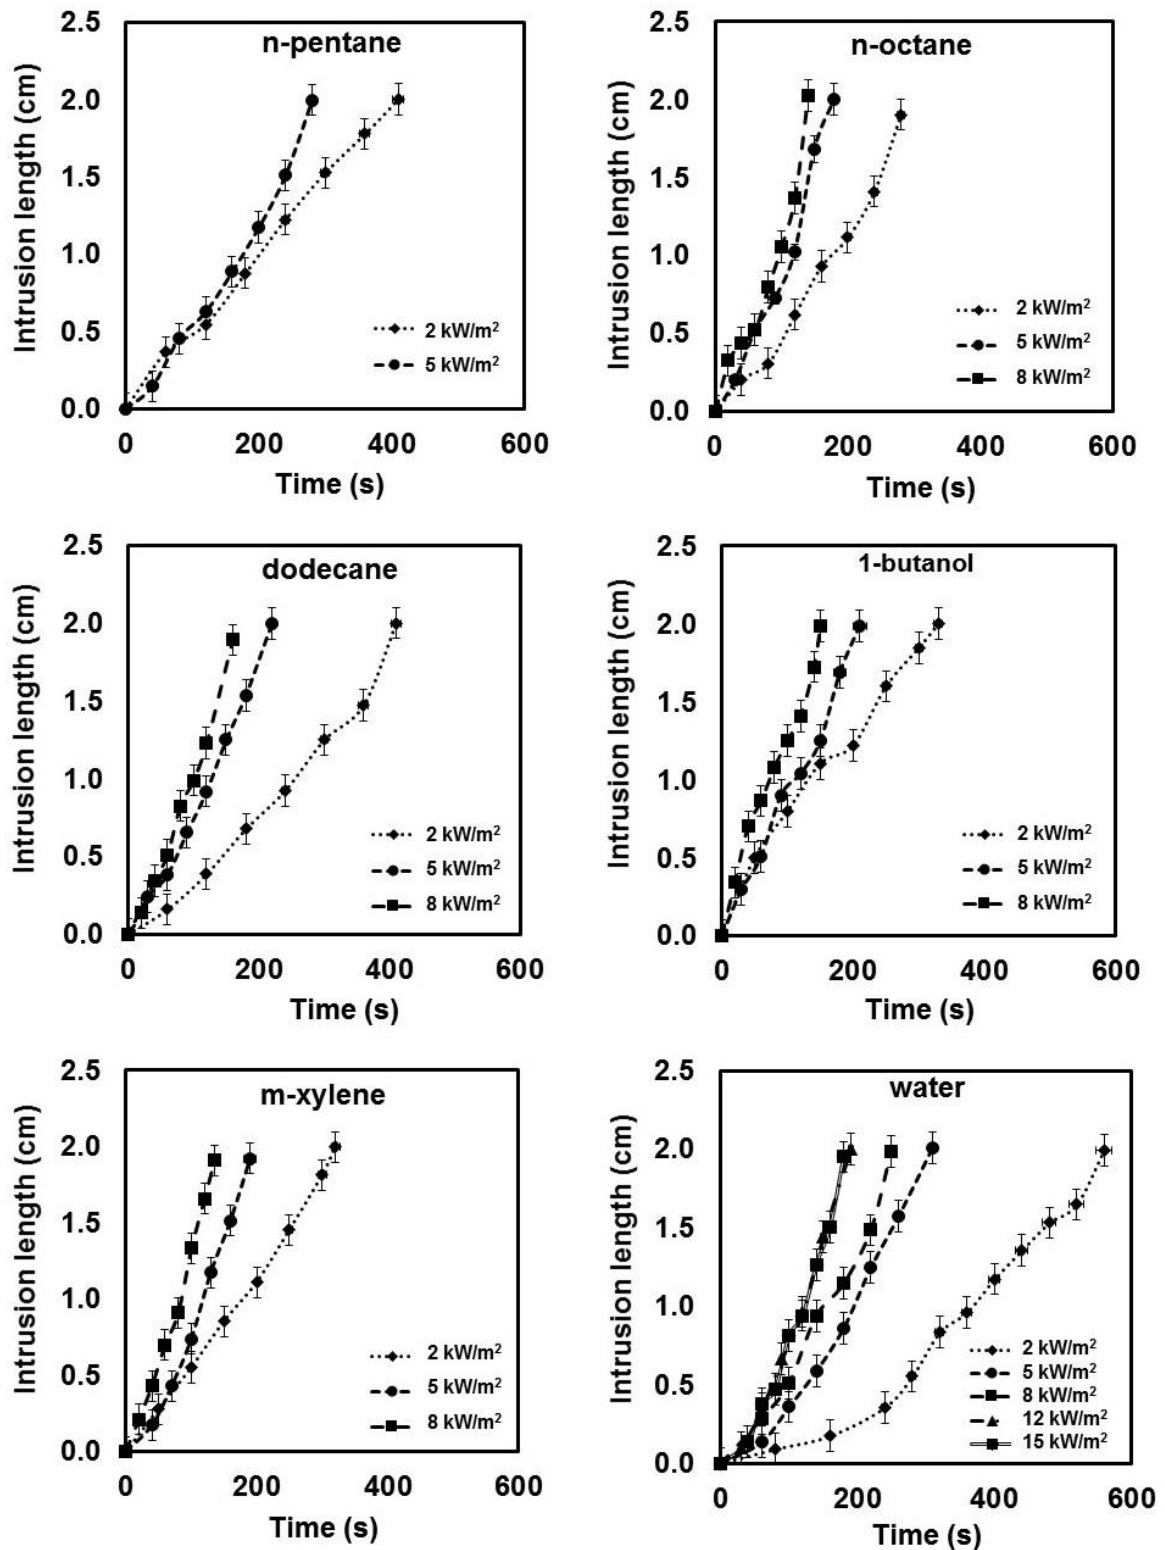 n-pentane
Intrusion length (cm)
2.5
2.0
1.5
1.0
0.5
0.0
2 kW/m²
5 kW/m²
0 200 400 600
Time (s)
n-octane
Intrusion length (cm)
2.5
2.0
1.5
1.0
0.5
0.0
2 kW/m²
5 kW/m²
8 kW/m²
0 200 400 600
Time (s)
dodecane
Intrusion length (cm)
2.5
2.0
1.5
1.0
0.5
0.0
2 kW/m²
5 kW/m²
8 kW/m²
0 200 400 600
Time (s)
1-butanol
Intrusion length (cm)
2.5
2.0
1.5
1.0
0.5
0.0
2 kW/m²
5 kW/m²
8 kW/m²
0 200 400 600
Time (s)
m-xylene
Intrusion length (cm)
2.5
2.0
1.5
1.0
0.5
0.0
2 kW/m²
5 kW/m²
8 kW/m²
0 200 400 600
Time (s)
water
Intrusion length (cm)
2.5
2.0
1.5
1.0
0.5
0.0
2 kW/m²
5 kW/m²
8 kW/m²
12 kW/m²
15 kW/m²
0 200 400 600
Time (s)